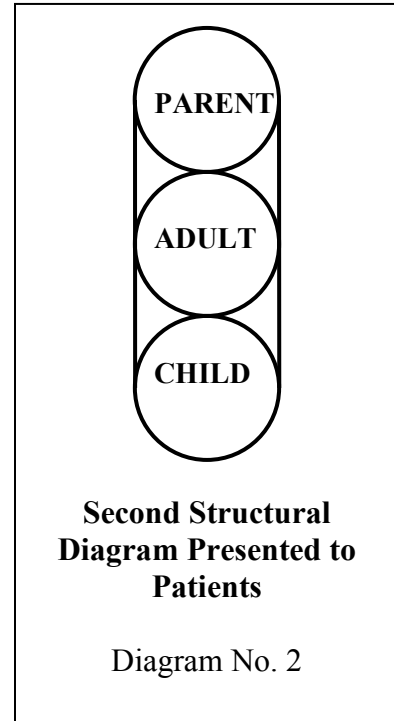 PARENT
ADULT
CHILD
Second Structural
Diagram Presented to
Patients
Diagram No. 2